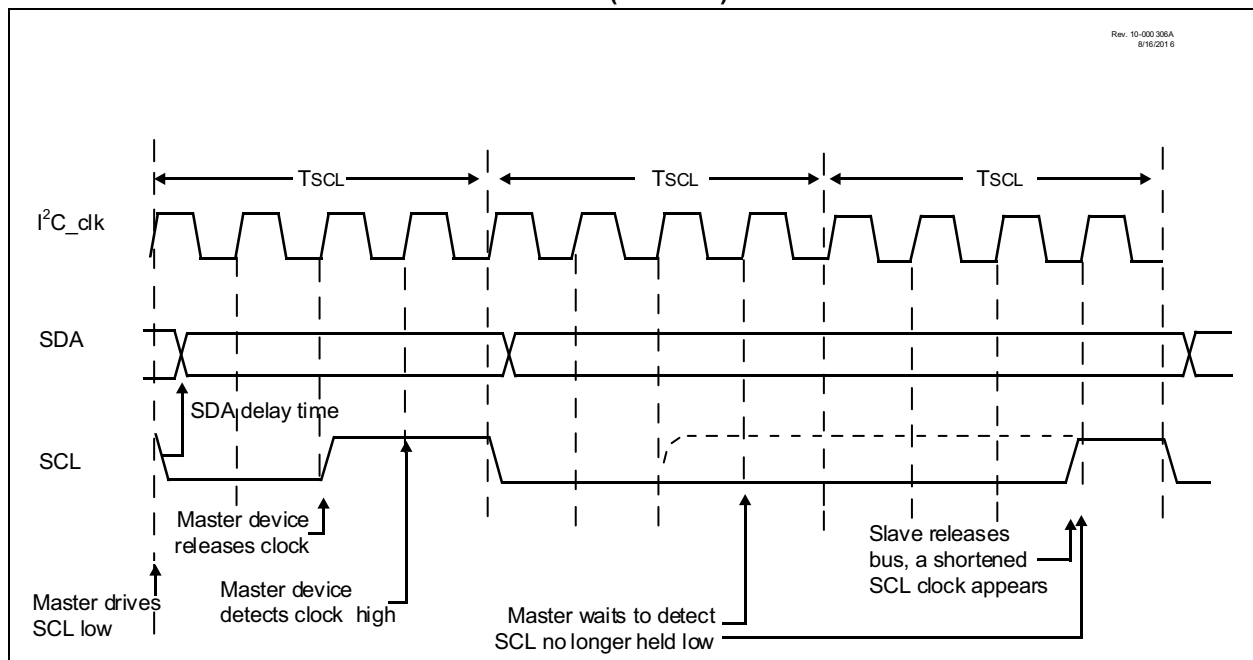 Rev. 10-000 306A
8/16/201 6
TSCL
TSCL
TSCL
I2C_clk
SDA
SDA delay time
SCL
Master device
releases clock
Master drives
SCL low
Master device
detects clock high
Master waits to detect
SCL no longer held low
Slave releases
bus, a shortened
SCL clock appears